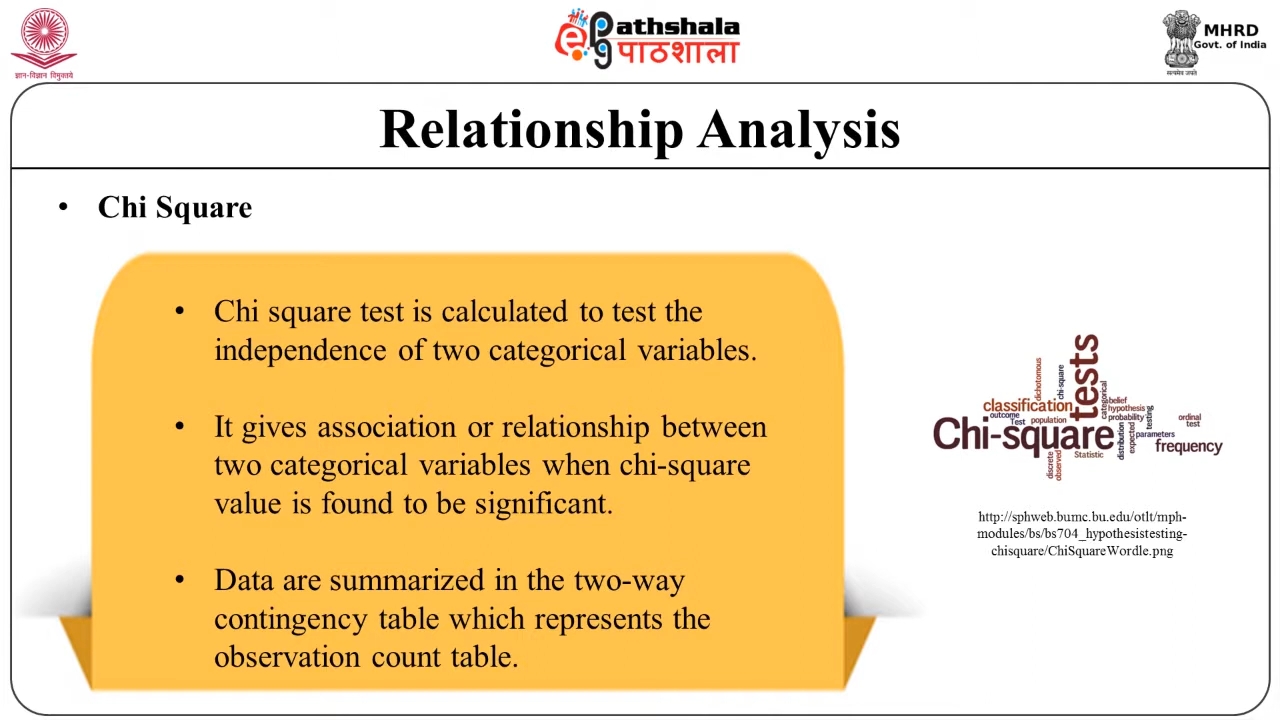 ज्ञान-विज्ञान विमुक्तये
ePg Pathshala
पाठशाला
MHRD
Govt. of India
सत्यमेव जयते
Relationship Analysis
• Chi Square
• Chi square test is calculated to test the
independence of two categorical variables.
• It gives association or relationship between
two categorical variables when chi-square
value is found to be significant.
• Data are summarized in the two-way
contingency table which represents the
observation count table.
tests
dichotomous
chi-square
categorical
classification
belief
hypothesis
outcome
Test
population
probability
testing
ordinal
test
Chi-square
distribution
expected
parameters
frequency
discrete
observed
Statistic
http://sphweb.bumc.bu.edu/otlt/mph-
modules/bs/bs704_hypothesistesting-
chisquare/ChiSquareWordle.png